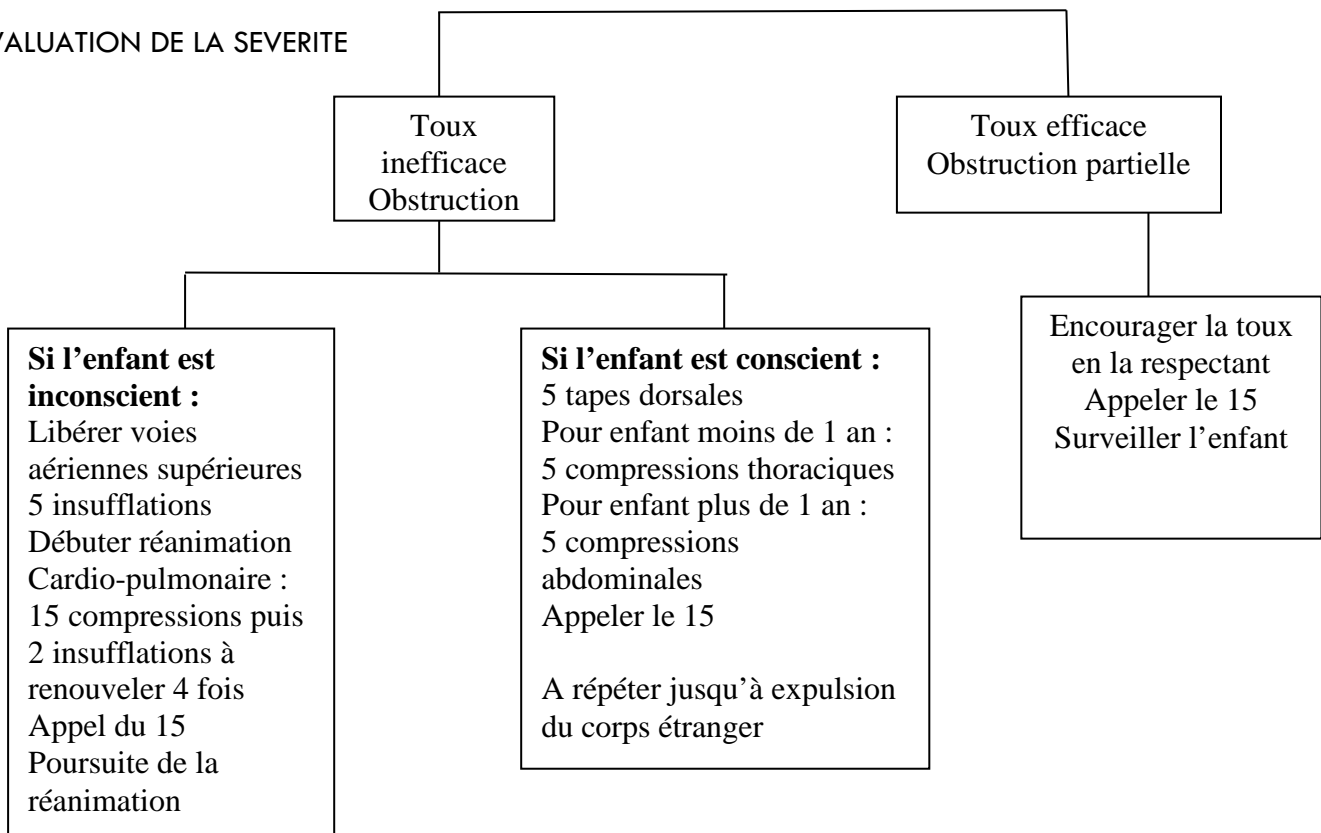 VALUATION DE LA SEVERITE
Toux
inefficace
Obstruction
Toux efficace
Obstruction partielle
Si l’enfant est
inconscient :
Libérer voies
aériennes supérieures
5 insufflations
Débuter réanimation
Cardio-pulmonaire :
15 compressions puis
2 insufflations à
renouveler 4 fois
Appel du 15
Poursuite de la
réanimation
Si l’enfant est conscient :
5 tapes dorsales
Pour enfant moins de 1 an :
5 compressions thoraciques
Pour enfant plus de 1 an :
5 compressions
abdominales
Appeler le 15
A répéter jusqu’à expulsion
du corps étranger
Encourager la toux
en la respectant
Appeler le 15
Surveiller l’enfant